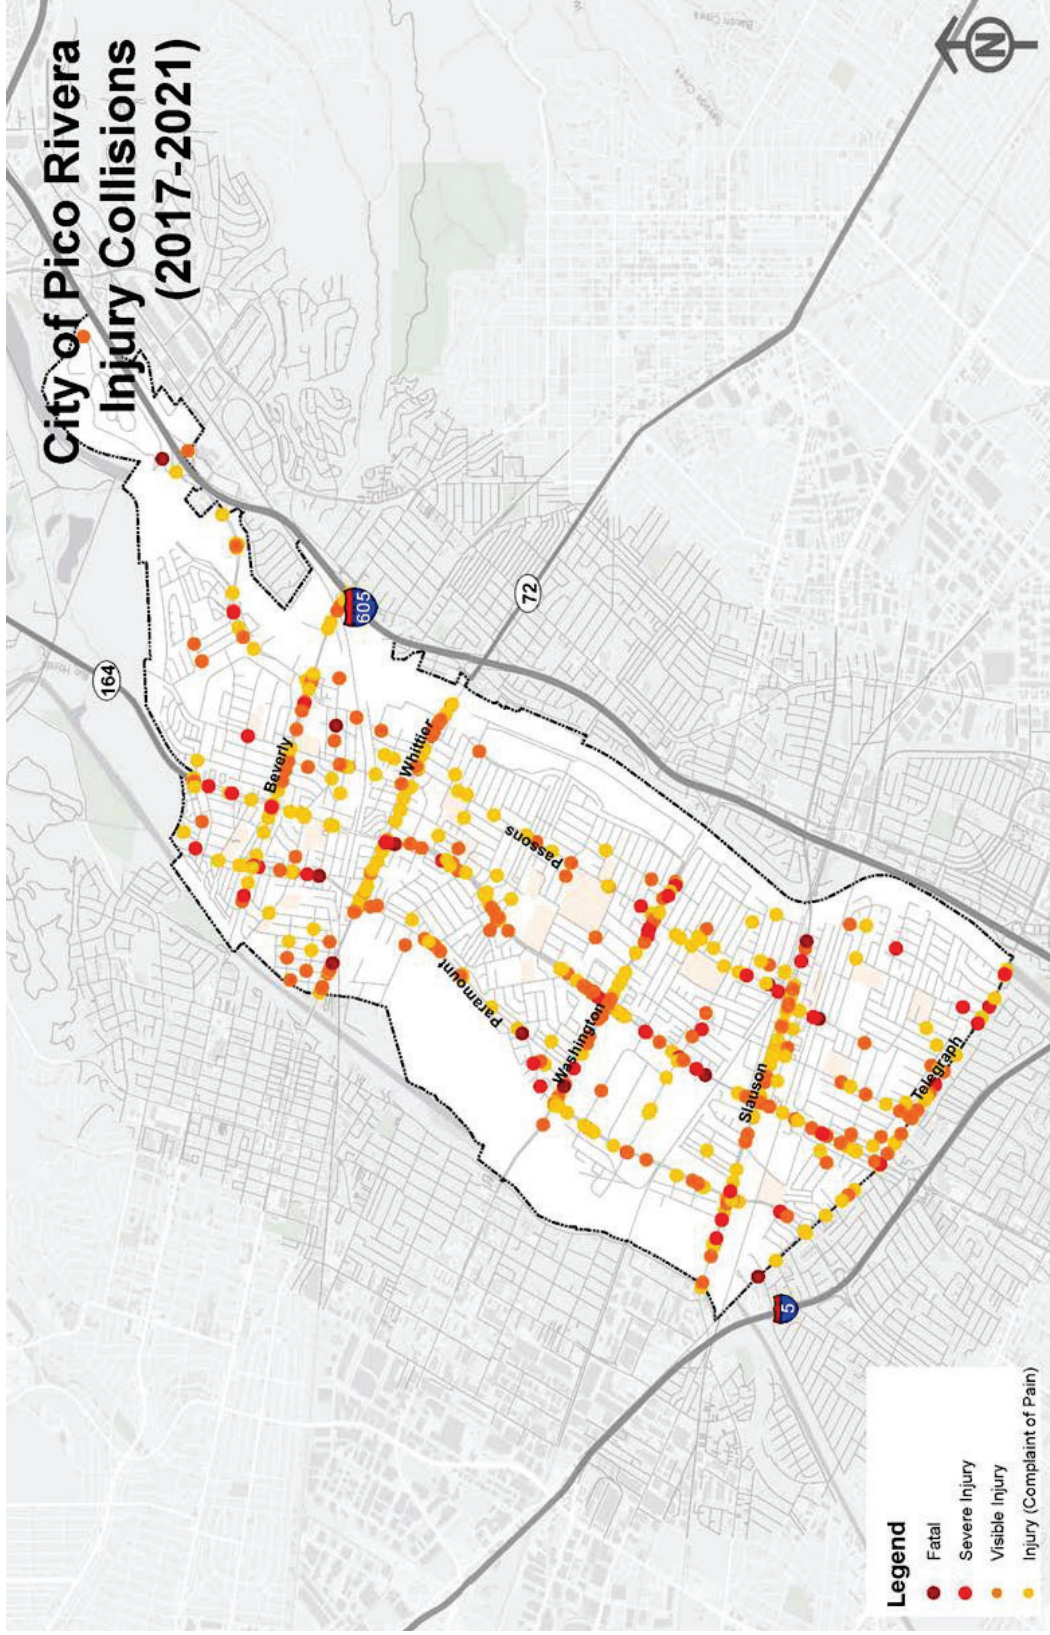 City of Pico Rivera
Injury Collisions
(2017-2021)
N
164
605
72
Beverly
Whittier
Passons
Paramount
Washington
Slauson
Telegraph
5
Legend
Fatal
Severe Injury
Visible Injury
Injury (Complaint of Pain)